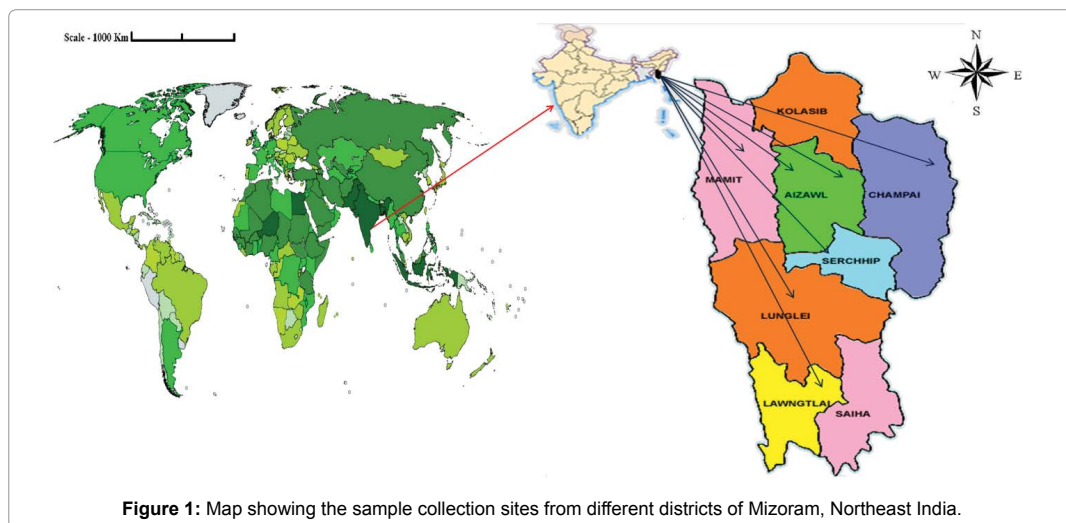 Scale - 1000 Km
N
W E
S
KOLASIB
MAMIT
AIZAWL
CHAMPAI
SERCHHIP
LUNGLEI
LAWNGTLAI
SAIHA
Figure 1: Map showing the sample collection sites from different districts of Mizoram, Northeast India.